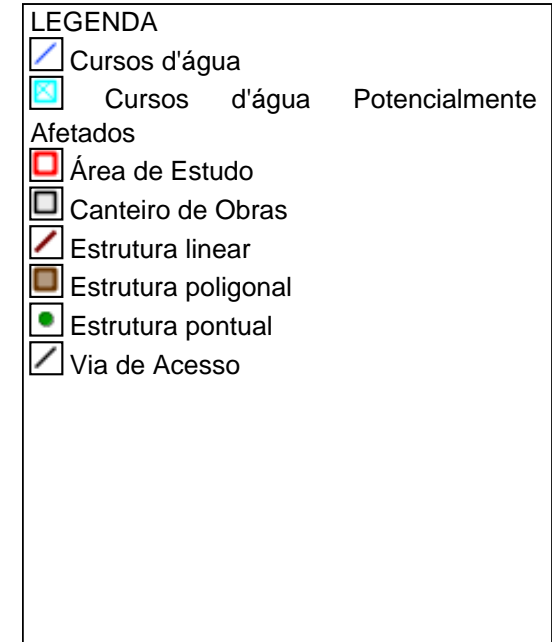 LEGENDA
Cursos d'água
Cursos d'água Potencialmente
Afetados
Área de Estudo
Canteiro de Obras
Estrutura linear
Estrutura poligonal
Estrutura pontual
Via de Acesso